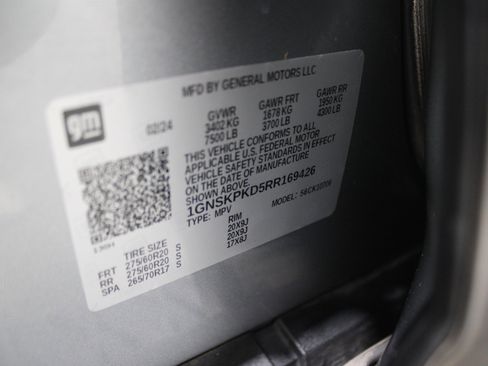 MFD BY GENERAL MOTORS LLC
gm
02/24
GVWR GAWR FRT GAWR RR
3402 KG 1678 KG 1950 KG
7500 LB 3700 LB 4300 LB
THIS VEHICLE CONFORMS TO ALL
APPLICABLE U.S. FEDERAL MOTOR
VEHICLE SAFETY STANDARDS IN EFFECT
ON THE DATE OF MANUFACTURE
SHOWN ABOVE.
1GNSKPKD5RR169426
TYPE: MPV MODEL:
TIRE SIZE RIM
FRT 275/60R20 S 20X9J
RR 275/60R20 S 20X9J
SPA 265/70R17 S 17X8J